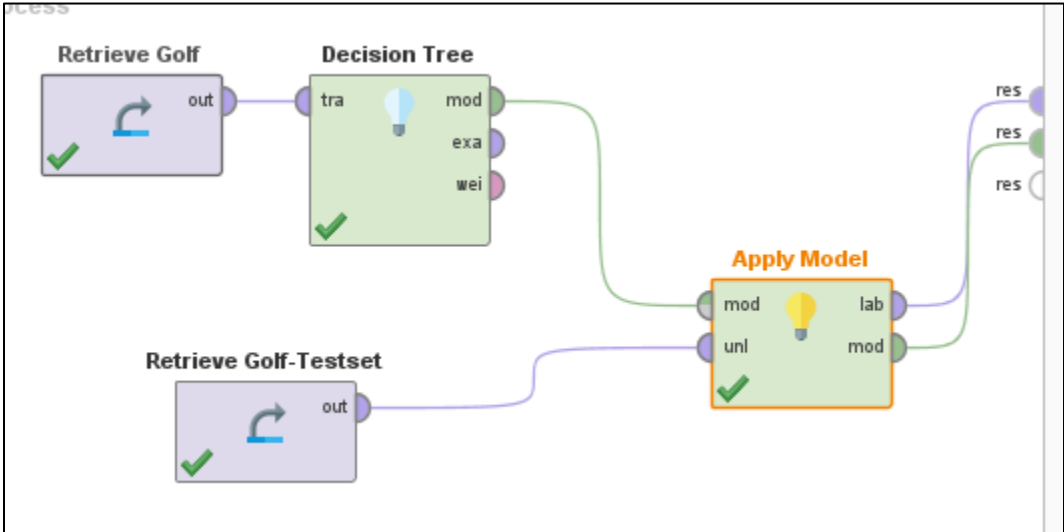 Retrieve Golf
out
Decision Tree
tra
mod
exa
wei
res
res
res
Apply Model
mod
lab
unl
mod
Retrieve Golf-Testset
out